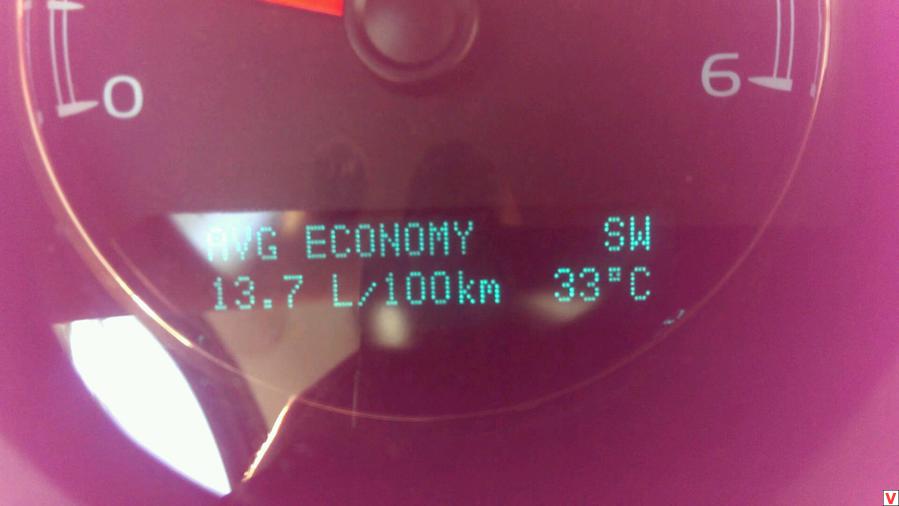 0 6
AVG ECONOMY SW
13.7 L/100km 33°C
V